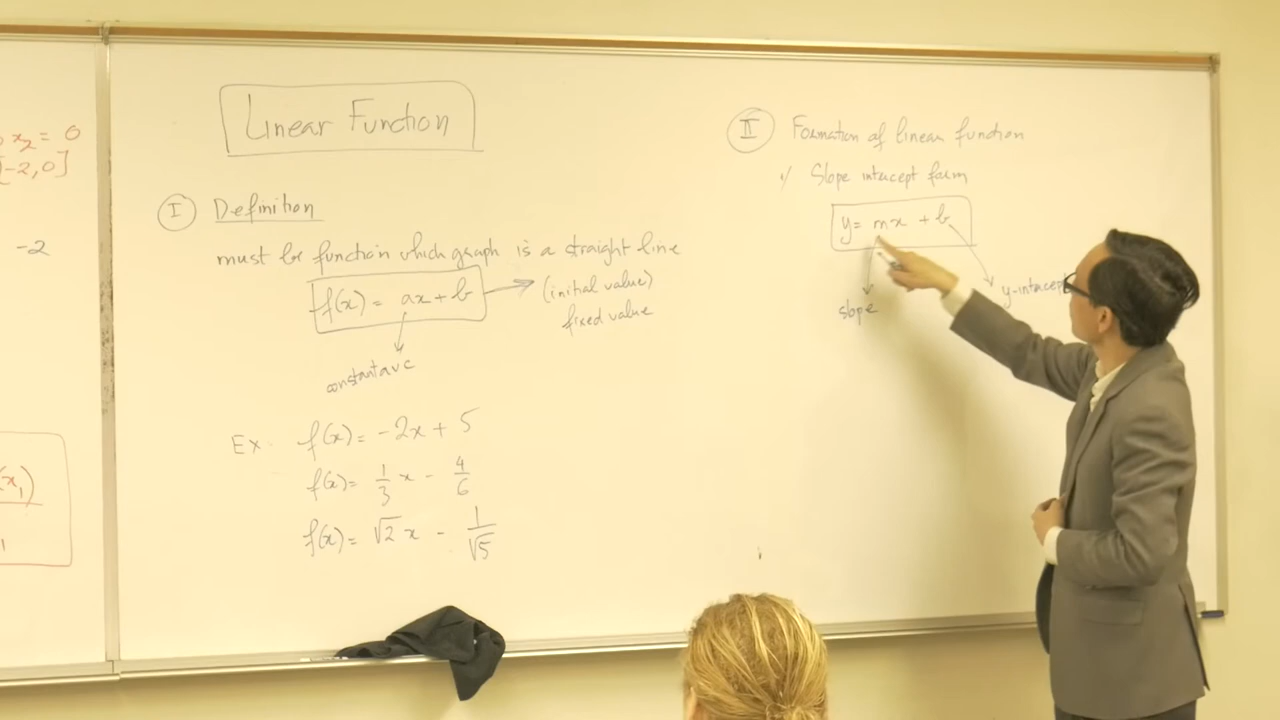 x₂ = 0
[-2,0]
-2
(x₁)
1
Linear Function
I Definition
must be function which graph is a straight line
f(x) = ax + b
(initial value)
fixed value
constant
Ex: f(x) = -2x + 5
f(x) = 1/3 x - 4/6
f(x) = √2 x - 1/√5
II Formation of linear function
1/ Slope intercept form
y = mx + b
slope
y-intercept